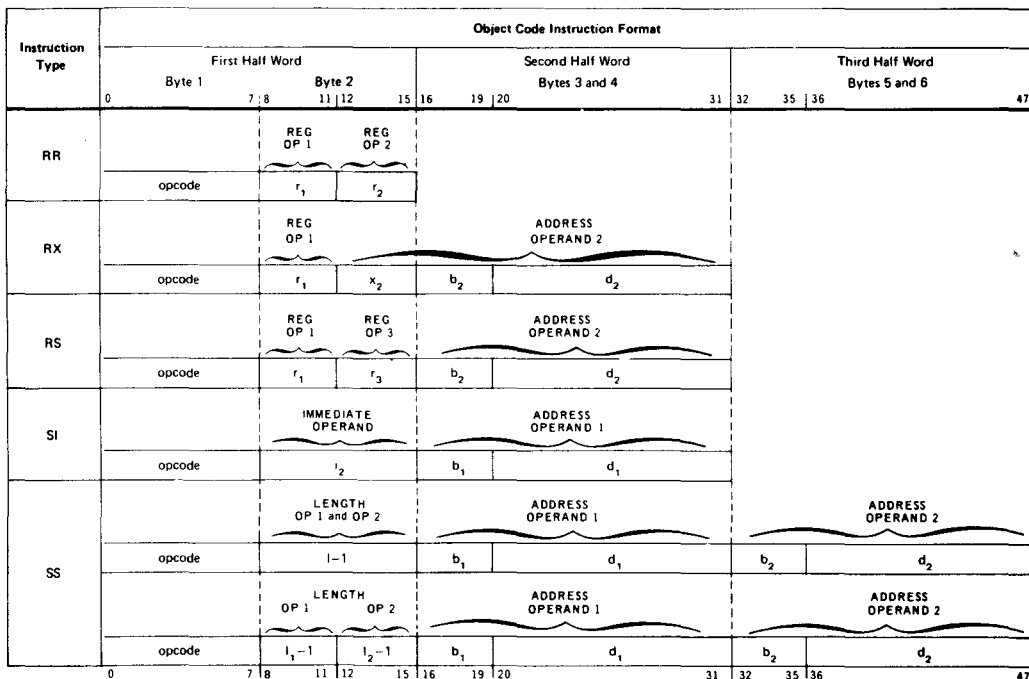 Instruction Type
Object Code Instruction Format
First Half Word
Second Half Word
Third Half Word
Byte 1
Byte 2
Bytes 3 and 4
Bytes 5 and 6
0 7 8 11 12 15 16 19 20 31 32 35 36 47
RR
REG OP 1
REG OP 2
opcode r1 r2
RX
REG OP 1
ADDRESS OPERAND 2
opcode r1 x2 b2 d2
RS
REG OP 1
REG OP 3
ADDRESS OPERAND 2
opcode r1 r3 b2 d2
SI
IMMEDIATE OPERAND
ADDRESS OPERAND 1
opcode i2 b1 d1
SS
LENGTH OP 1 and OP 2
ADDRESS OPERAND 1
ADDRESS OPERAND 2
opcode l-1 b1 d1 b2 d2
LENGTH
OP 1 OP 2
ADDRESS OPERAND 1
ADDRESS OPERAND 2
opcode l1-1 l2-1 b1 d1 b2 d2
0 7 8 11 12 15 16 19 20 31 32 35 36 47